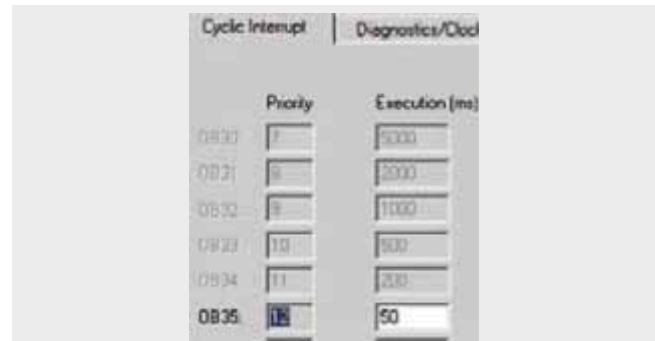 Cyclic Interrupt Diagnostics/Cloc
Priority Execution (ms)
OB30: 7 5000
OB31: 8 2000
OB32: 9 1000
OB33: 10 500
OB34: 11 200
OB35: 12 50